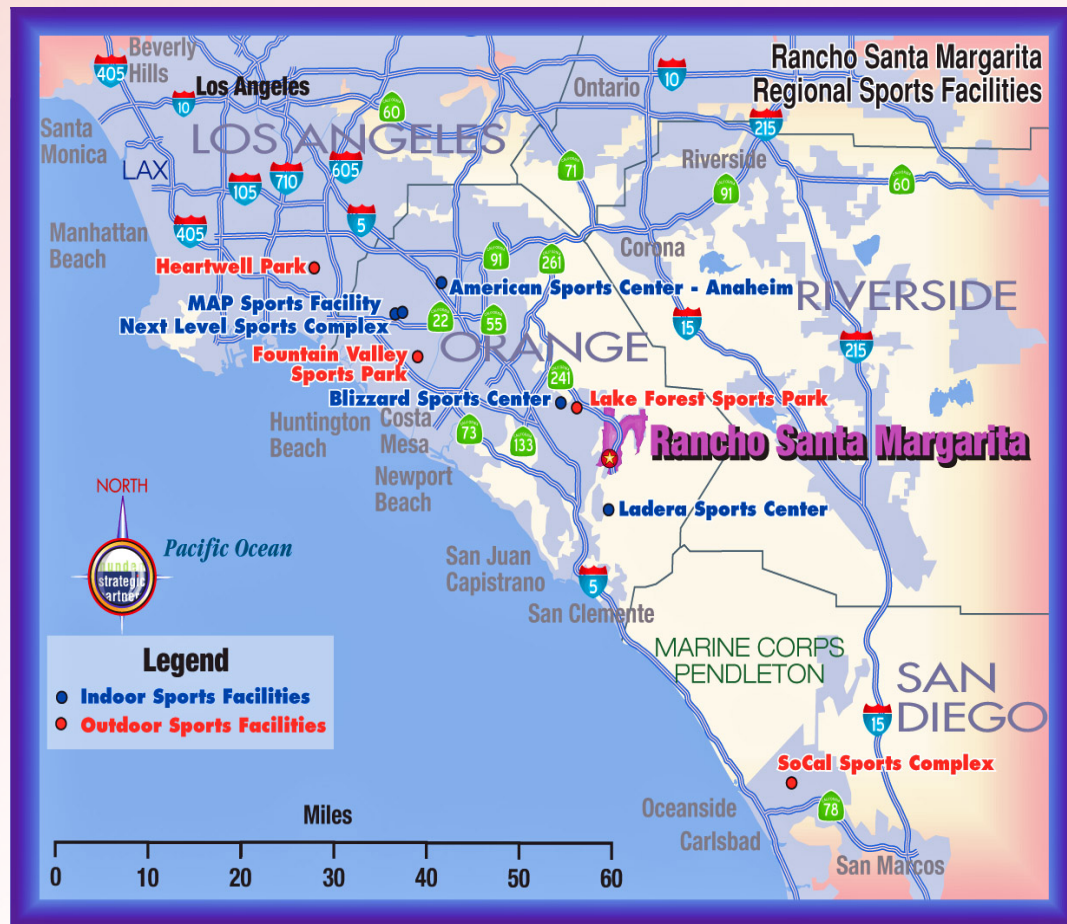 Rancho Santa Margarita
Regional Sports Facilities
Beverly
Hills
405
10
Los Angeles
60
Ontario
10
215
Santa
Monica
LOS ANGELES
LAX
105
710
605
71
Riverside
91
60
5
Manhattan
Beach
405
Corona
91
261
Heartwell Park
American Sports Center - Anaheim
RIVERSIDE
MAP Sports Facility
Next Level Sports Complex
22
55
15
215
ORANGE
Fountain Valley
Sports Park
241
Blizzard Sports Center
Lake Forest Sports Park
Huntington
Beach
Costa
Mesa
73
133
Rancho Santa Margarita
Newport
Beach
NORTH
Ladera Sports Center
Pacific Ocean
strategic
San Juan
Capistrano
5
San Clemente
MARINE CORPS
PENDLETON
Legend
Indoor Sports Facilities
Outdoor Sports Facilities
SAN
DIEGO
15
SoCal Sports Complex
Oceanside
78
Carlsbad
San Marcos
Miles
0 10 20 30 40 50 60